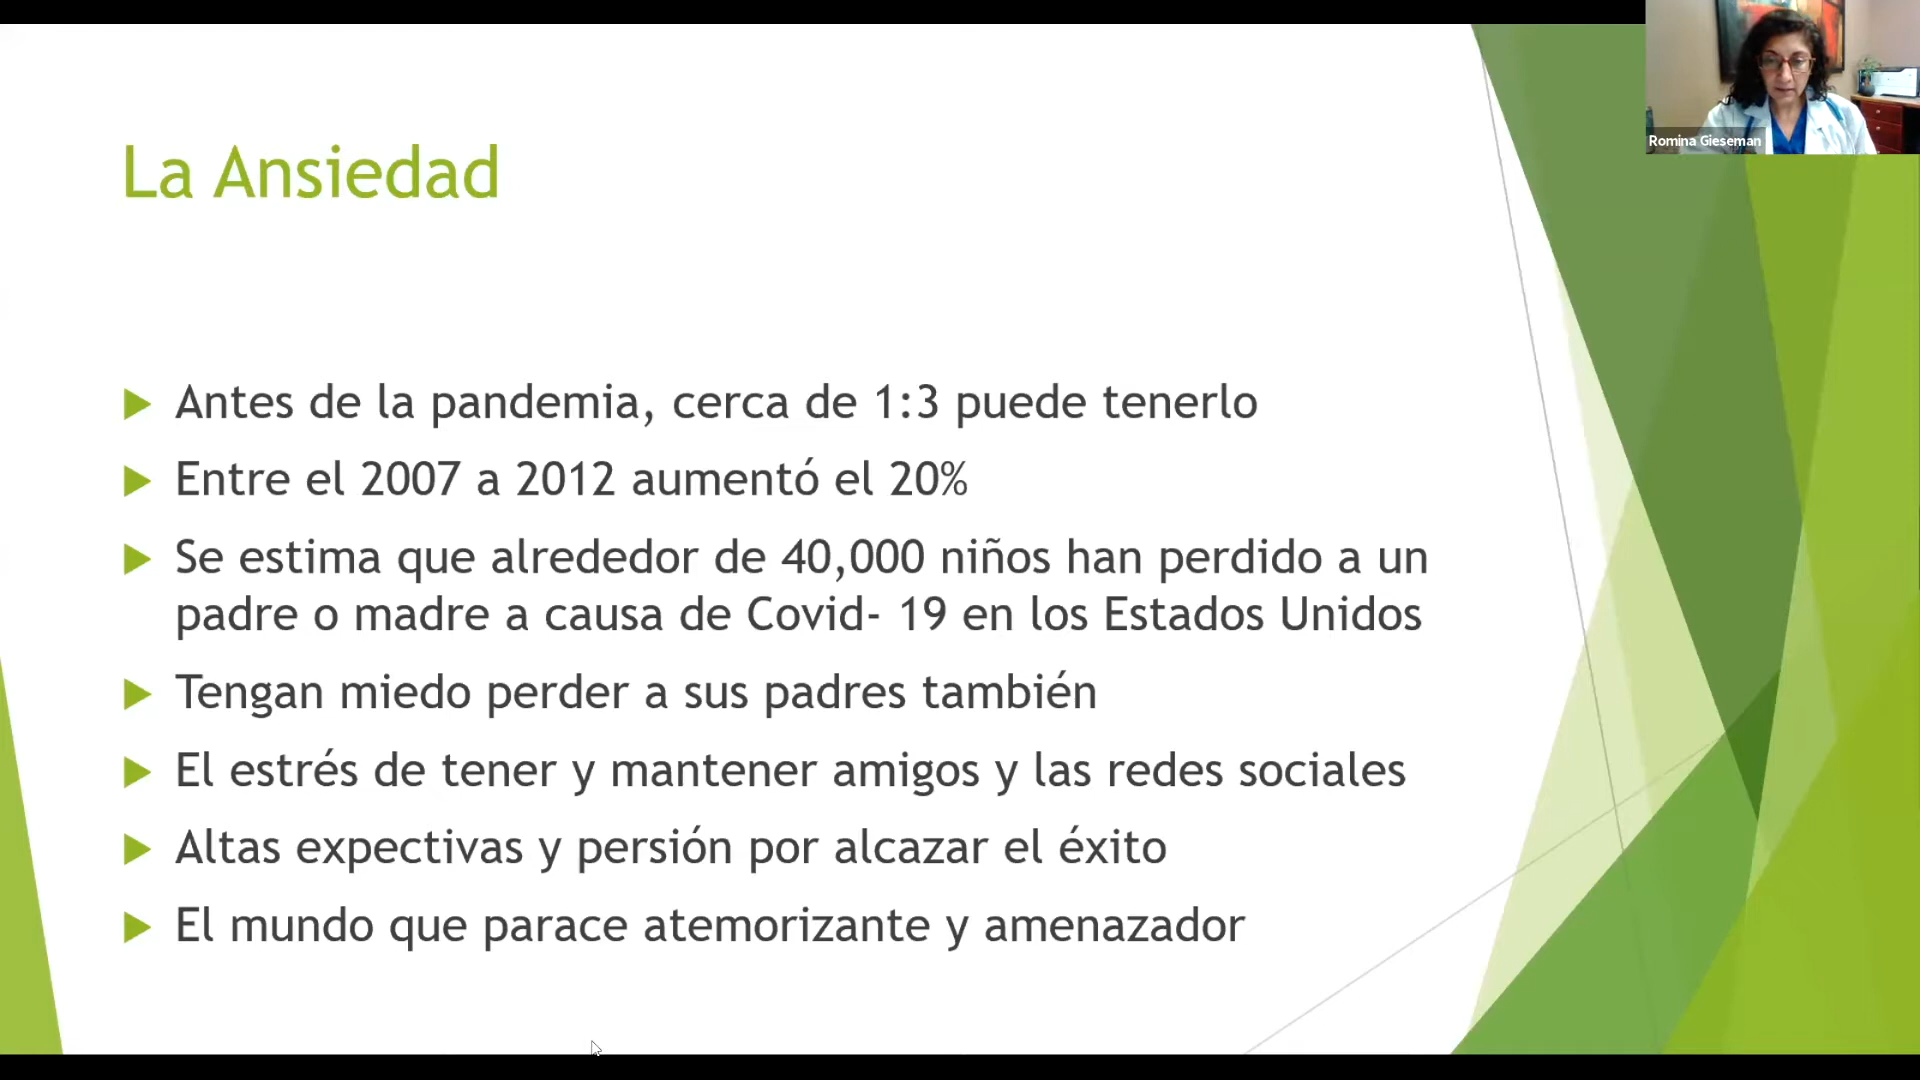 Romina Gieseman
La Ansiedad
Antes de la pandemia, cerca de 1:3 puede tenerlo
Entre el 2007 a 2012 aumentó el 20%
Se estima que alrededor de 40,000 niños han perdido a un
padre o madre a causa de Covid- 19 en los Estados Unidos
Tengan miedo perder a sus padres también
El estrés de tener y mantener amigos y las redes sociales
Altas expectivas y persión por alcazar el éxito
El mundo que parace atemorizante y amenazador